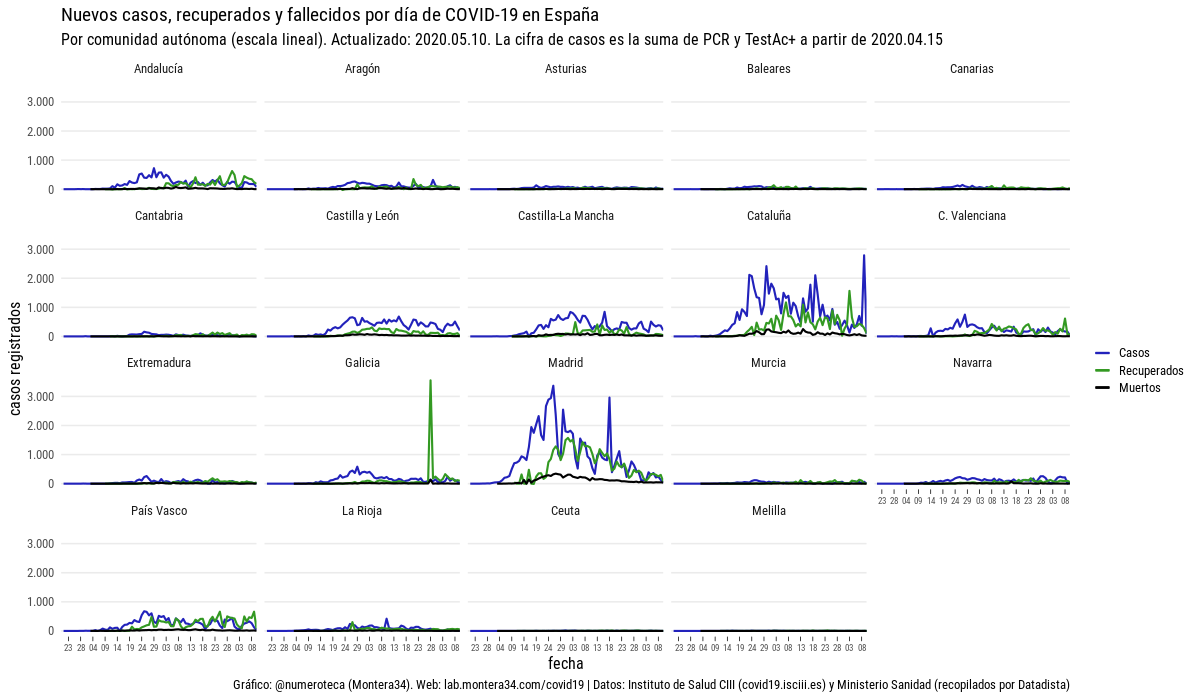 Nuevos casos, recuperados y fallecidos por día de COVID-19 en España
Por comunidad autónoma (escala lineal). Actualizado: 2020.05.10. La cifra de casos es la suma de PCR y TestAc+ a partir de 2020.04.15
Andalucía Aragón Asturias Baleares Canarias
3.000
2.000
1.000
0
Cantabria Castilla y León Castilla-La Mancha Cataluña C. Valenciana
3.000
2.000
1.000
0
Extremadura Galicia Madrid Murcia Navarra
3.000
2.000
1.000
0
23 28 04 09 14 19 24 29 03 08 13 18 23 28 03 08
País Vasco La Rioja Ceuta Melilla
3.000
2.000
1.000
0
23 28 04 09 14 19 24 29 03 08 13 18 23 28 03 08 23 28 04 09 14 19 24 29 03 08 13 18 23 28 03 08 23 28 04 09 14 19 24 29 03 08 13 18 23 28 03 08 23 28 04 09 14 19 24 29 03 08 13 18 23 28 03 08
casos registrados
fecha
Casos
Recuperados
Muertos
Gráfico: @numeroteca (Montera34). Web: lab.montera34.com/covid19 | Datos: Instituto de Salud CIII (covid19.isciii.es) y Ministerio Sanidad (recopilados por Datadista)